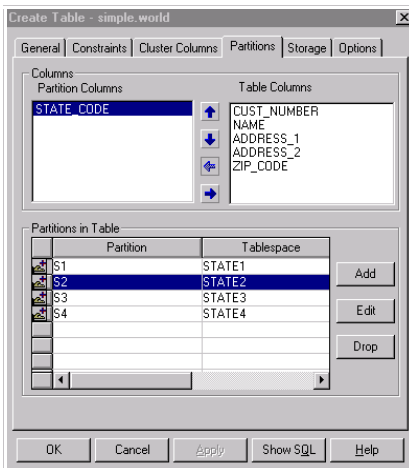 Create Table - simple.world
General Constraints Cluster Columns Partitions Storage Options
Columns
Partition Columns Table Columns
STATE_CODE
CUST_NUMBER
NAME
ADDRESS_1
ADDRESS_2
ZIP_CODE
Partitions in Table
Partition Tablespace
S1 STATE1
S2 STATE2
S3 STATE3
S4 STATE4
Add
Edit
Drop
OK Cancel Apply Show SQL Help